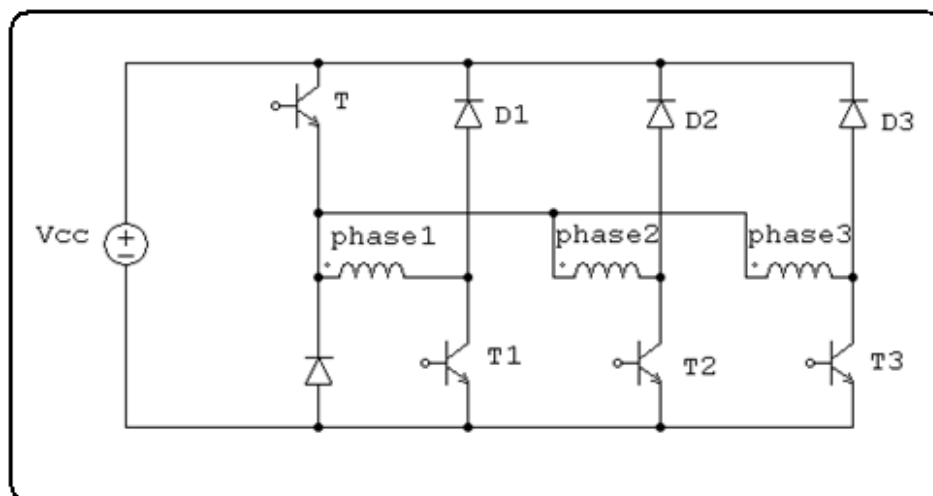 T
D1
D2
D3
Vcc
phase1
phase2
phase3
T1
T2
T3